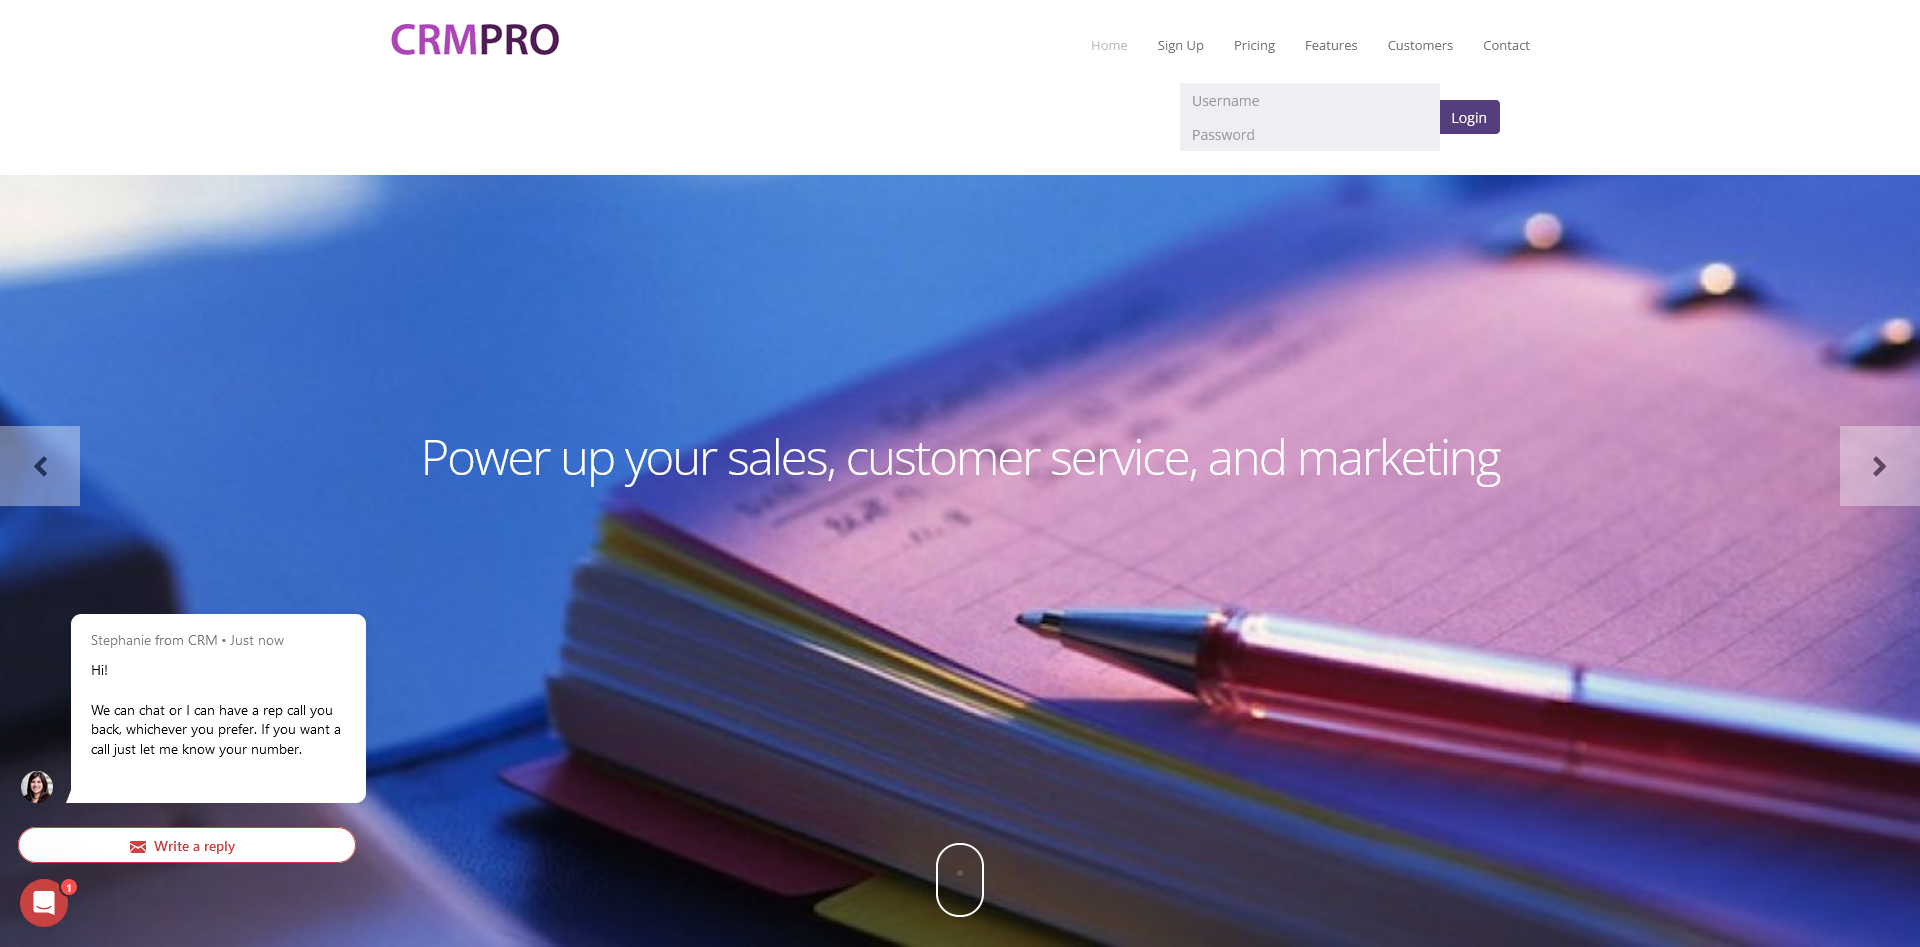 CRMPRO
Home Sign Up Pricing Features Customers Contact
Username
Password
Login
Power up your sales, customer service, and marketing
Stephanie from CRM • Just now
Hi!
We can chat or I can have a rep call you
back, whichever you prefer. If you want a
call just let me know your number.
Write a reply
1